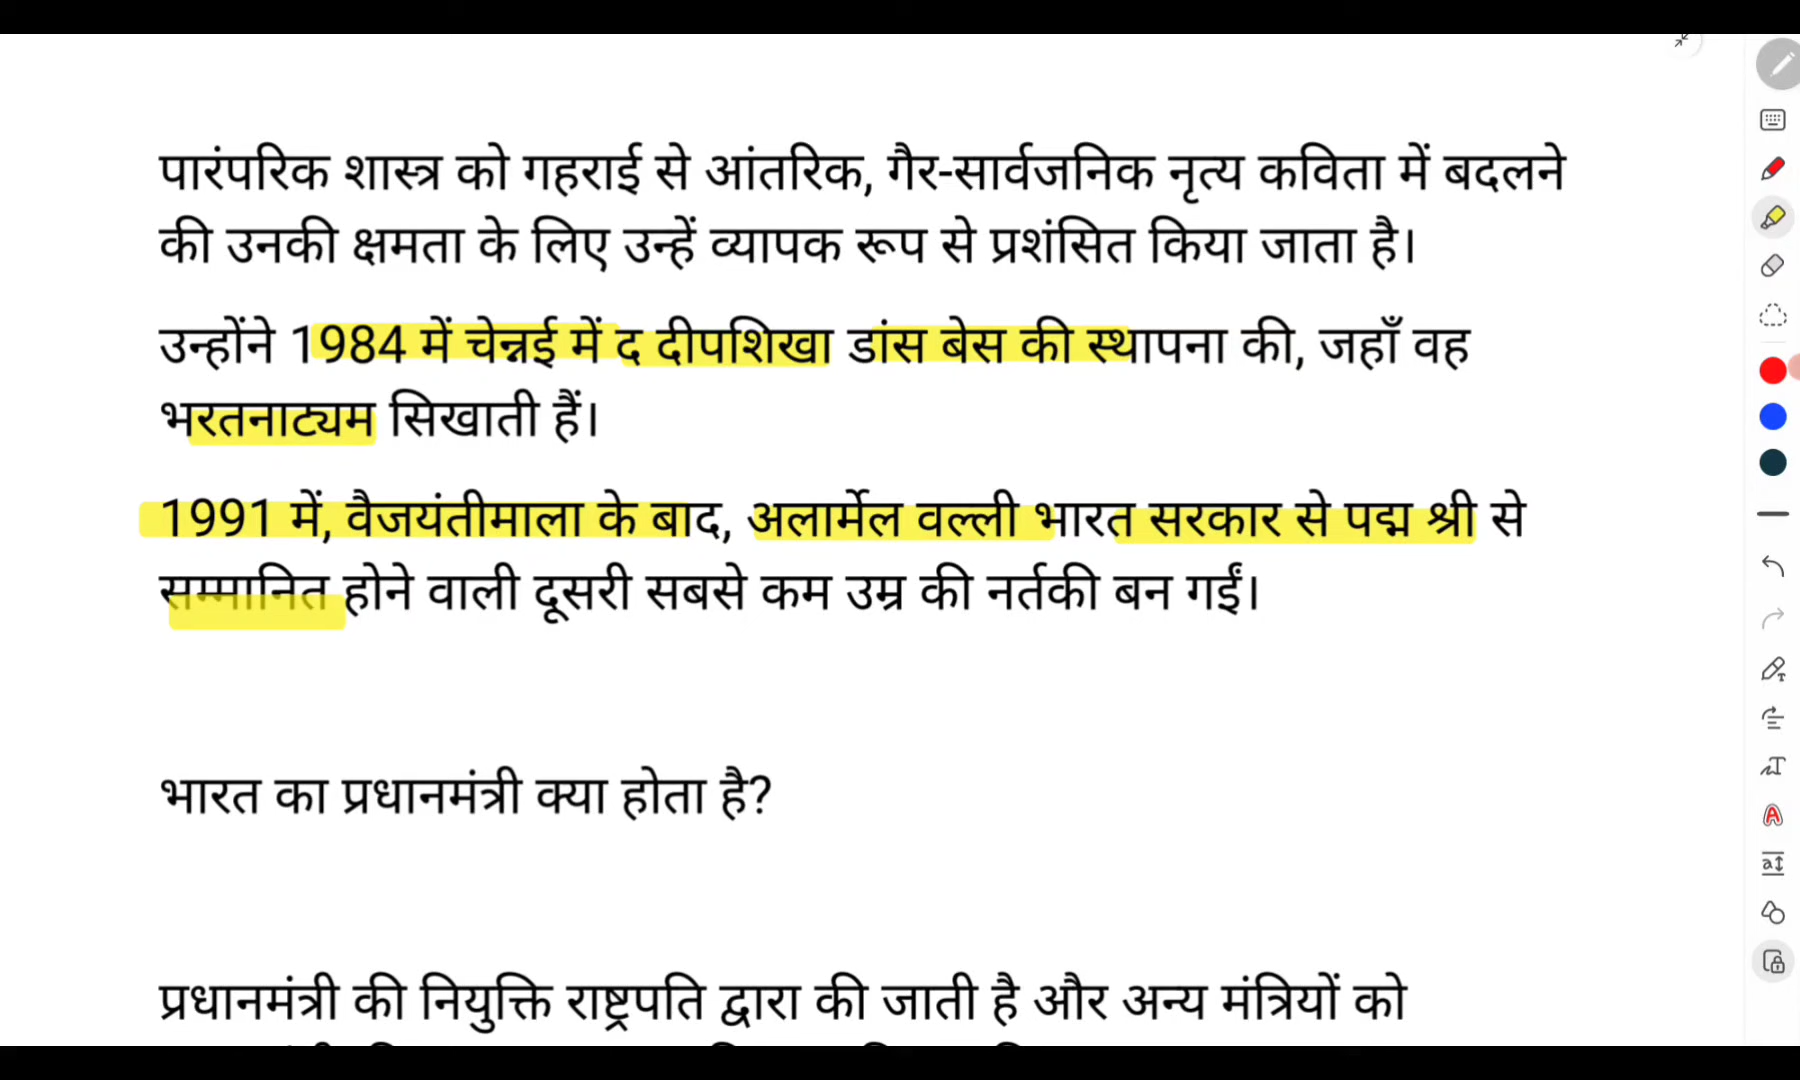 पारंपरिक शास्त्र को गहराई से आंतरिक, गैर-सार्वजनिक नृत्य कविता में बदलने
की उनकी क्षमता के लिए उन्हें व्यापक रूप से प्रशंसित किया जाता है।
उन्होंने 1984 में चेन्नई में द दीपशिखा डांस बेस की स्थापना की, जहाँ वह
भरतनाट्यम सिखाती हैं।
1991 में, वैजयंतीमाला के बाद, अलार्मेल वल्ली भारत सरकार से पद्म श्री से
सम्मानित होने वाली दूसरी सबसे कम उम्र की नर्तकी बन गईं।
भारत का प्रधानमंत्री क्या होता है?
प्रधानमंत्री की नियुक्ति राष्ट्रपति द्वारा की जाती है और अन्य मंत्रियों को